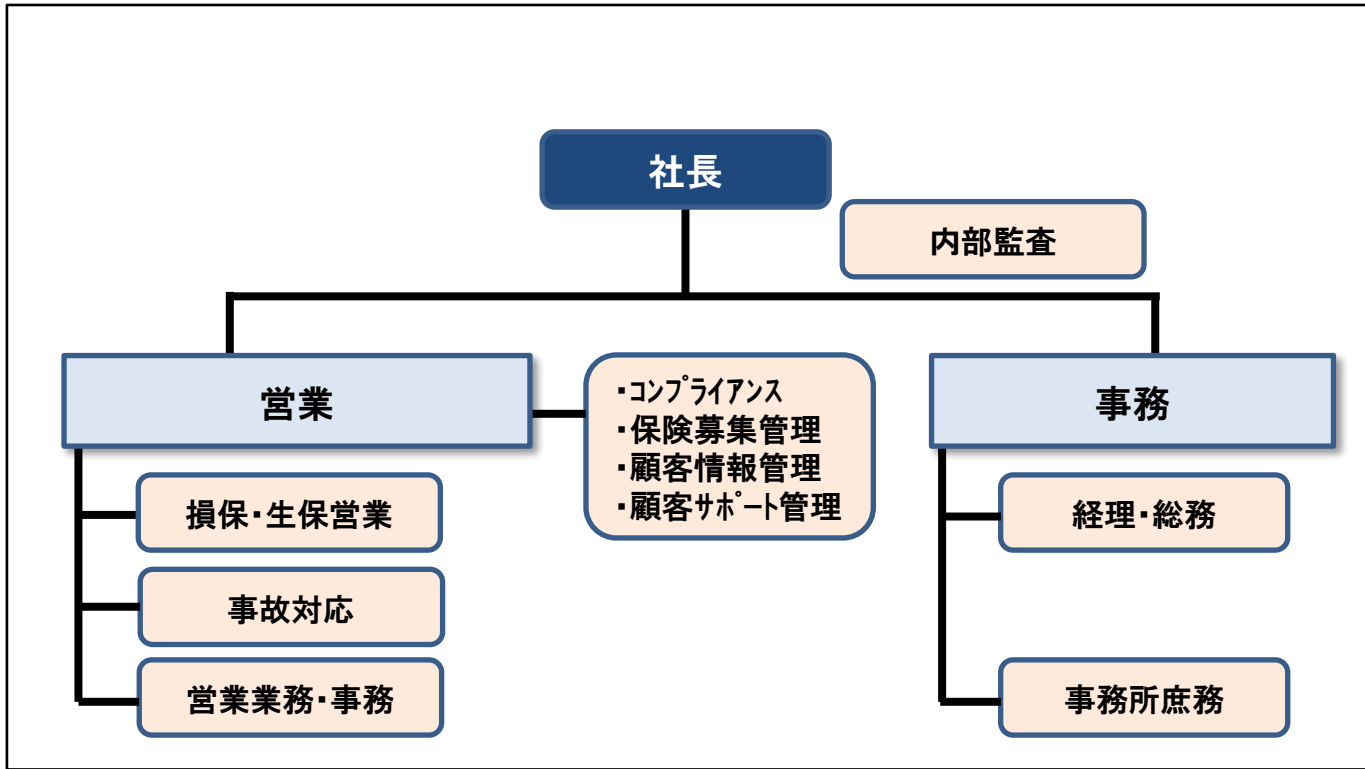 社長
内部監査
営業
・ｺﾝﾌﾟﾗｲｱﾝｽ
・保険募集管理
・顧客情報管理
・顧客ｻﾎﾟｰﾄ管理
事務
損保・生保営業
経理・総務
事故対応
営業業務・事務
事務所庶務